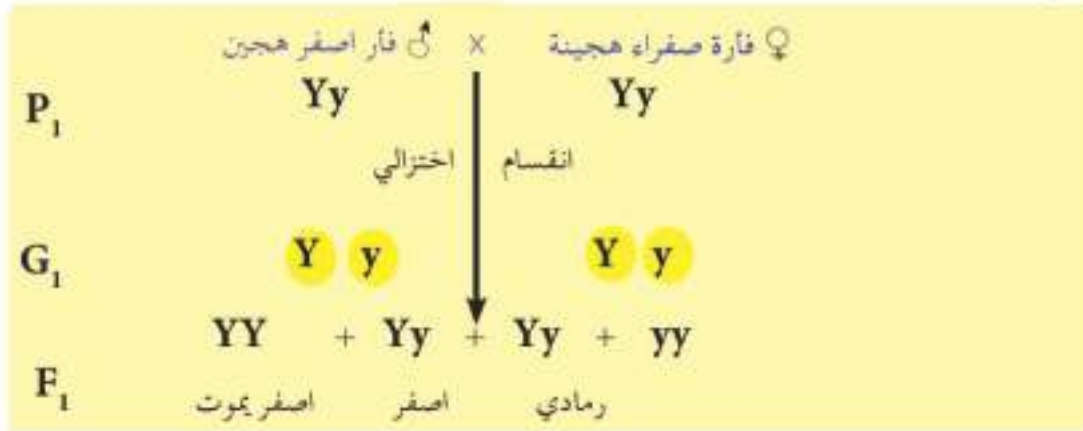 ♀ فأرة صفراء هجينة × ♂ فأر اصفر هجين
P₁ Yy Yy
انقسام اختزالي
G₁ Y y Y y
YY + Yy + Yy + yy
F₁ اصفر يموت اصفر رمادي